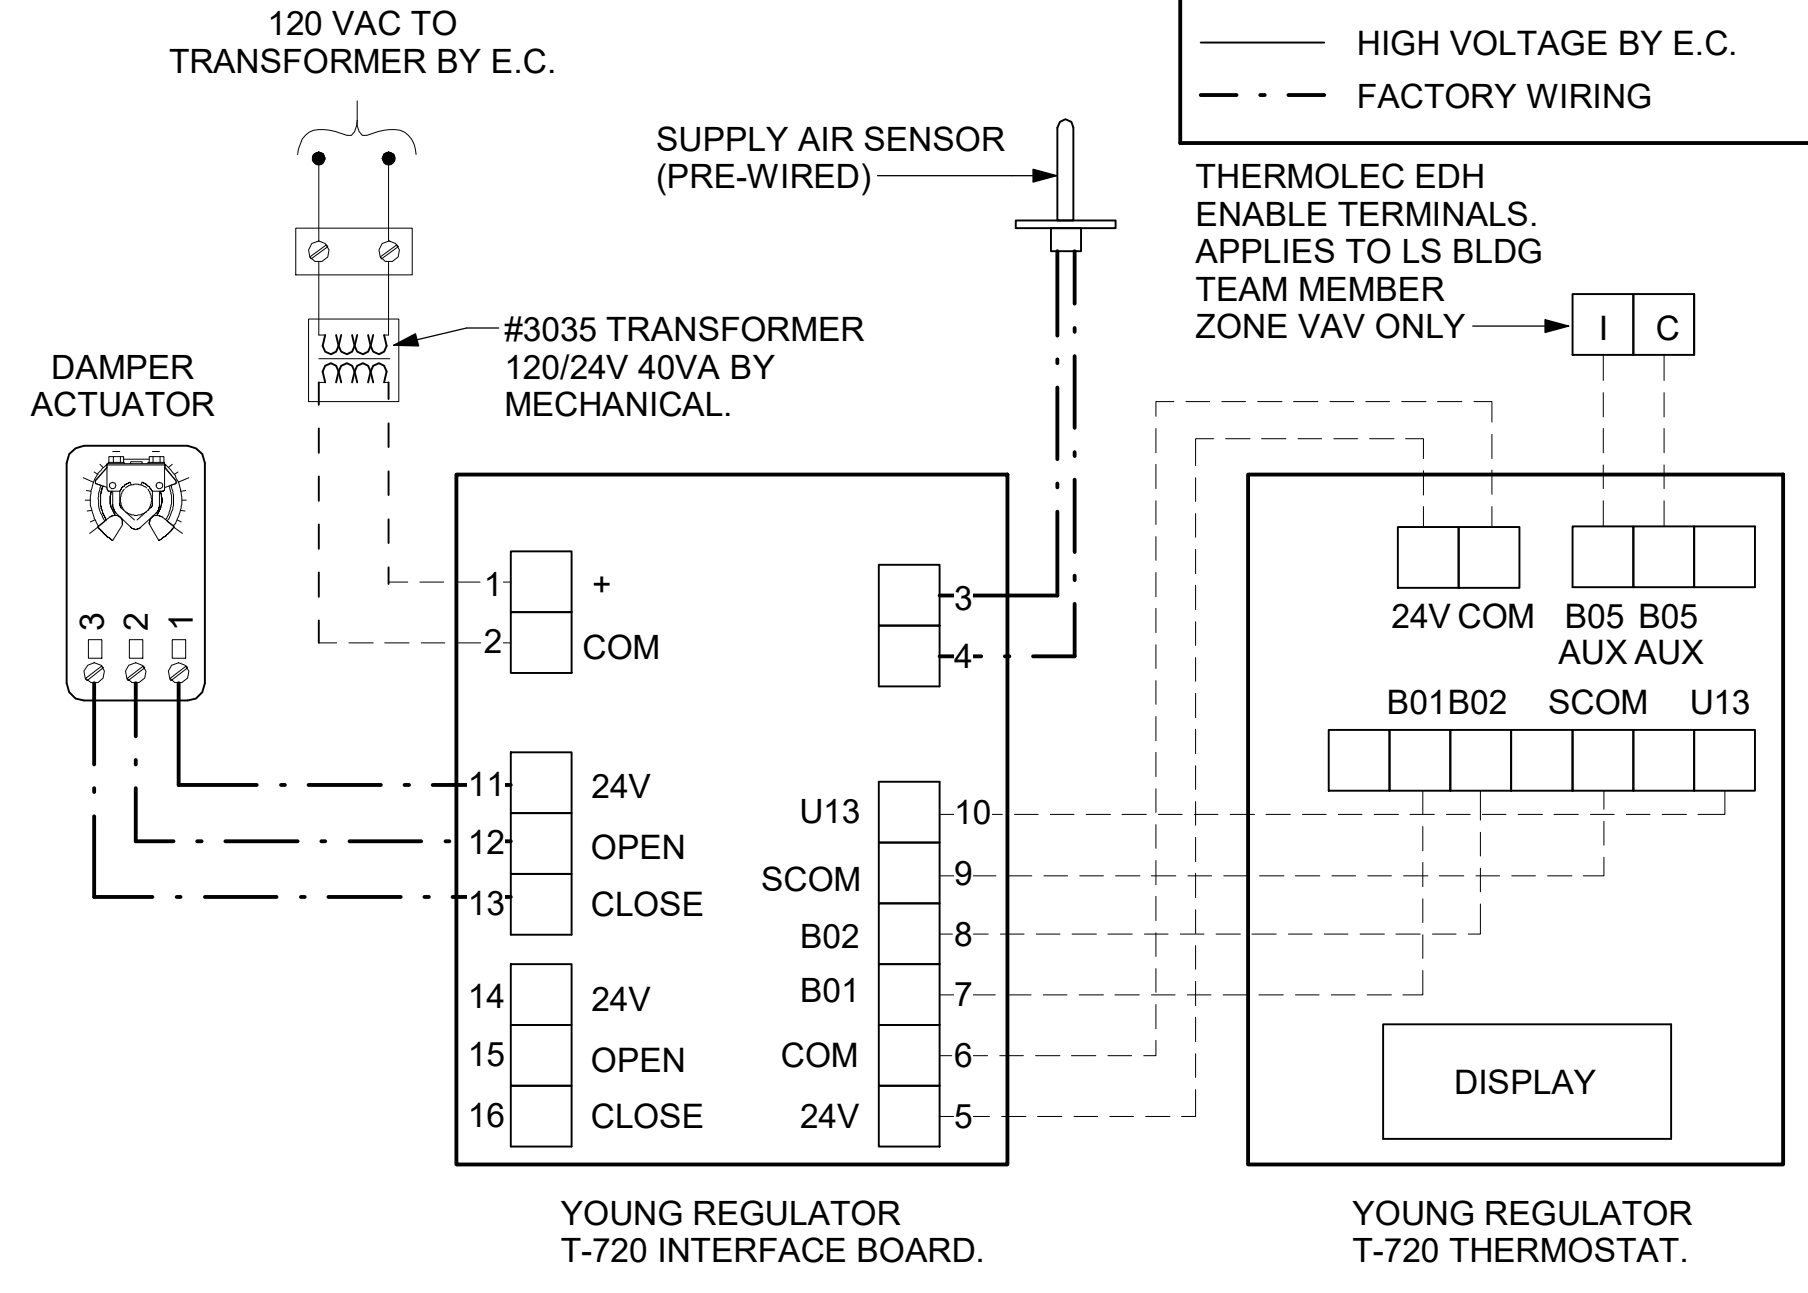 120 VAC TO
TRANSFORMER BY E.C.
HIGH VOLTAGE BY E.C.
FACTORY WIRING
SUPPLY AIR SENSOR
(PRE-WIRED)
THERMOLEC EDH
ENABLE TERMINALS.
APPLIES TO LS BLDG
TEAM MEMBER
ZONE VAV ONLY
I C
#3035 TRANSFORMER
120/24V 40VA BY
MECHANICAL.
DAMPER
ACTUATOR
3 2 1
1 +
2 COM
3
4
11 24V
12 OPEN
13 CLOSE
14 24V
15 OPEN
16 CLOSE
U13 10
SCOM 9
B02 8
B01 7
COM 6
24V 5
24V COM B05 B05
AUX AUX
B01 B02 SCOM U13
DISPLAY
YOUNG REGULATOR
T-720 INTERFACE BOARD.
YOUNG REGULATOR
T-720 THERMOSTAT.